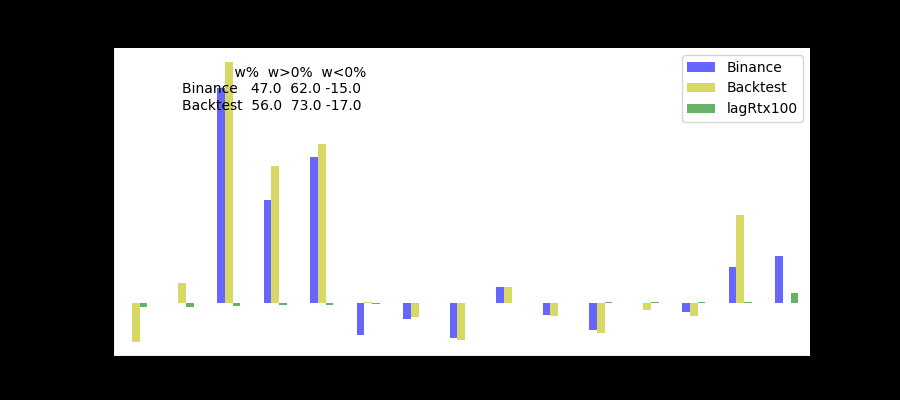 w% w>0% w<0%
Binance 47.0 62.0 -15.0
Backtest 56.0 73.0 -17.0
Binance
Backtest
lagRtx100